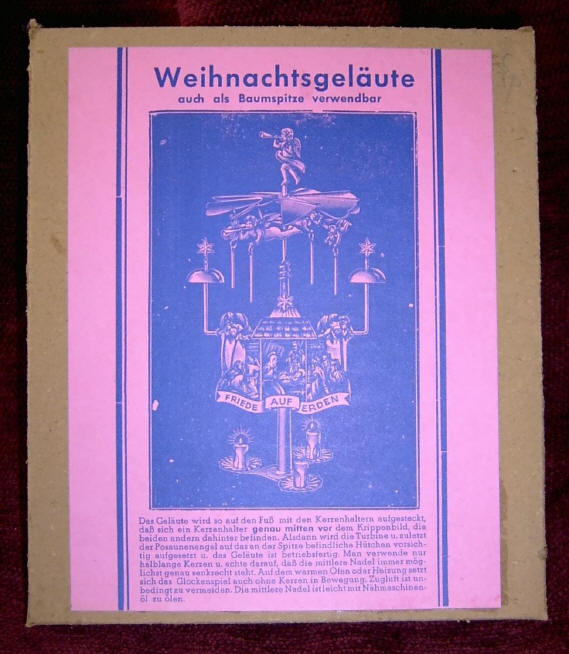 Weihnachtsgeläute
auch als Baumspitze verwendbar
FRIEDE AUF ERDEN
Das Geläute wird so auf den Fuß mit den Kerzenhaltern aufgesteckt,
daß sich ein Kerzenhalter genau mitten vor dem Krippenbild, die
beiden andern dahinter befinden. Alsdann wird die Turbine u. zuletzt
der Posaunenengel auf das an der Spitze befindliche Hütchen vorsich-
tig aufgesetzt u. das Geläute ist betriebsfertig. Man verwende nur
halblange Kerzen u. achte darauf, daß die mittlere Nadel immer mög-
lichst genau senkrecht steht. Auf dem warmen Ofen oder Heizung setzt
sich das Glockenspiel auch ohne Kerzen in Bewegung. Zugluft ist un-
bedingt zu vermeiden. Die mittlere Nadel ist leicht mit Nähmaschinen-
öl zu ölen.